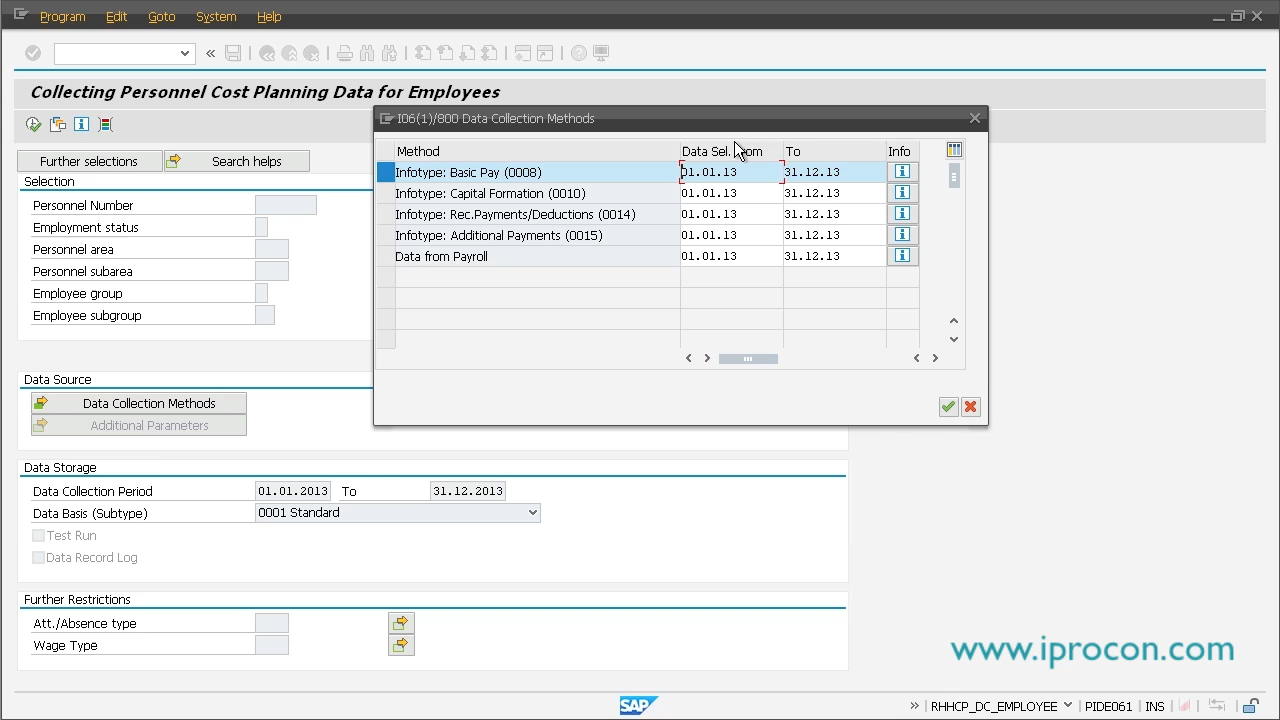 Program Edit Goto System Help
Collecting Personnel Cost Planning Data for Employees
Further selections Search helps
Selection
Personnel Number
Employment status
Personnel area
Personnel subarea
Employee group
Employee subgroup
I06(1)/800 Data Collection Methods
Method Data Sel. From To Info
Infotype: Basic Pay (0008) 01.01.13 31.12.13
Infotype: Capital Formation (0010) 01.01.13 31.12.13
Infotype: Rec.Payments/Deductions (0014) 01.01.13 31.12.13
Infotype: Additional Payments (0015) 01.01.13 31.12.13
Data from Payroll 01.01.13 31.12.13
Data Source
Data Collection Methods
Additional Parameters
Data Storage
Data Collection Period 01.01.2013 To 31.12.2013
Data Basis (Subtype) 0001 Standard
Test Run
Data Record Log
Further Restrictions
Att./Absence type
Wage Type
www.iprocon.com
SAP RHHCP_DC_EMPLOYEE PIDE061 INS